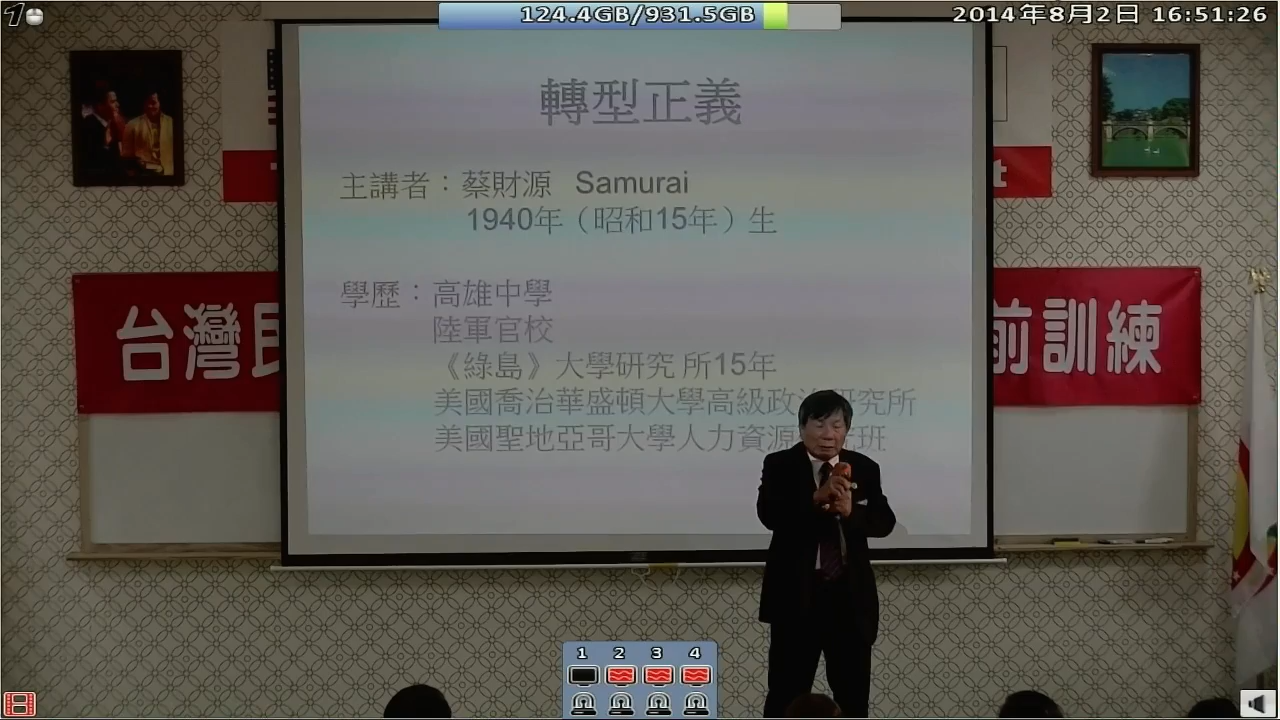 1
124.4GB/931.5GB
2014年8月2日 16:51:26
轉型正義
主講者：蔡財源 Samurai
1940年（昭和15年）生
學歷：高雄中學
陸軍官校
《綠島》大學研究 所15年
美國喬治華盛頓大學高級政治研究所
美國聖地亞哥大學人力資源 班
t
台灣民
前訓練
1 2 3 4